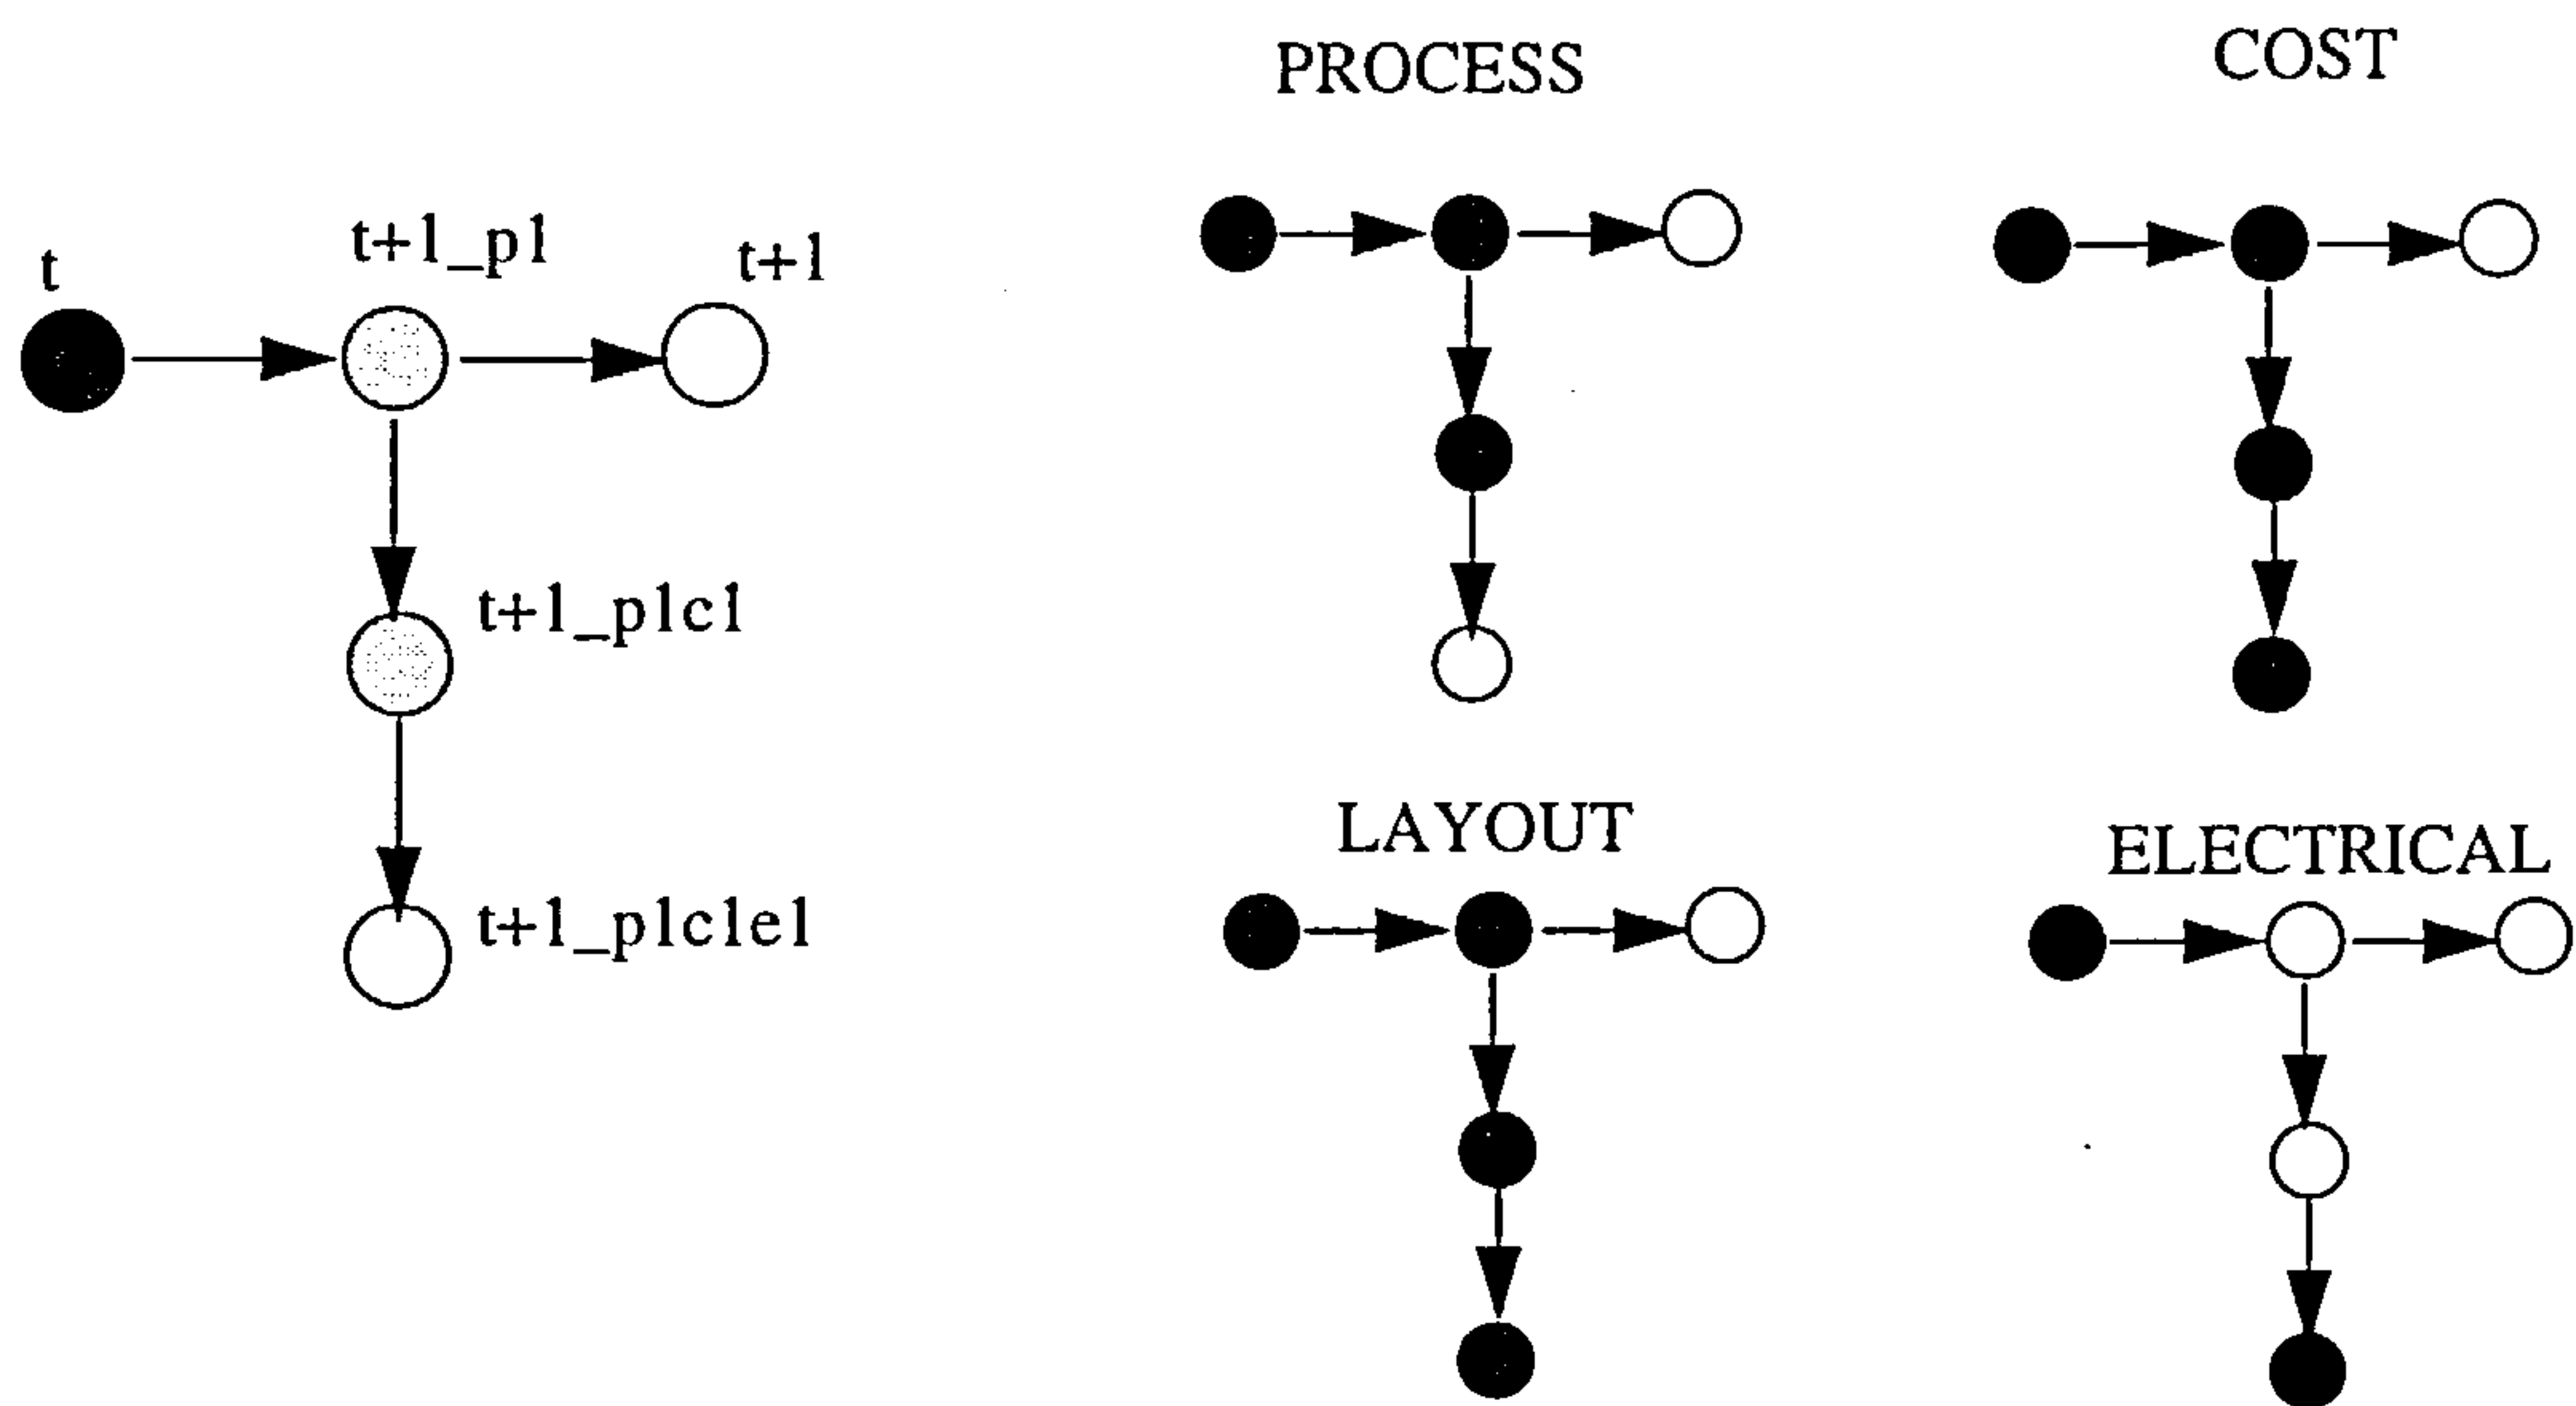 PROCESS
COST
t
t+1_p1
t+1
t+1_p1c1
t+1_p1c1e1
LAYOUT
ELECTRICAL